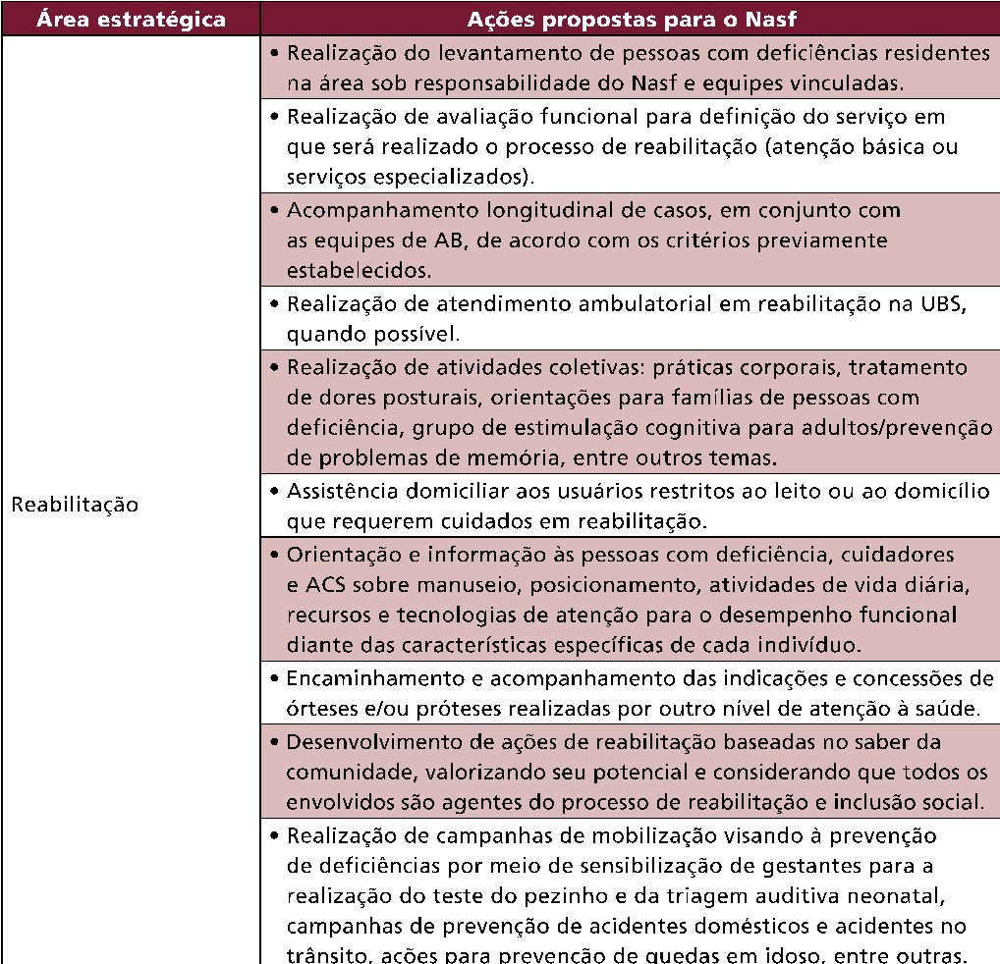 Área estratégica
Ações propostas para o Nasf
Reabilitação
• Realização do levantamento de pessoas com deficiências residentes
na área sob responsabilidade do Nasf e equipes vinculadas.
• Realização de avaliação funcional para definição do serviço em
que será realizado o processo de reabilitação (atenção básica ou
serviços especializados).
• Acompanhamento longitudinal de casos, em conjunto com
as equipes de AB, de acordo com os critérios previamente
estabelecidos.
• Realização de atendimento ambulatorial em reabilitação na UBS,
quando possível.
• Realização de atividades coletivas: práticas corporais, tratamento
de dores posturais, orientações para famílias de pessoas com
deficiência, grupo de estimulação cognitiva para adultos/prevenção
de problemas de memória, entre outros temas.
• Assistência domiciliar aos usuários restritos ao leito ou ao domicílio
que requerem cuidados em reabilitação.
• Orientação e informação às pessoas com deficiência, cuidadores
e ACS sobre manuseio, posicionamento, atividades de vida diária,
recursos e tecnologias de atenção para o desempenho funcional
diante das características específicas de cada indivíduo.
• Encaminhamento e acompanhamento das indicações e concessões de
órteses e/ou próteses realizadas por outro nível de atenção à saúde.
• Desenvolvimento de ações de reabilitação baseadas no saber da
comunidade, valorizando seu potencial e considerando que todos os
envolvidos são agentes do processo de reabilitação e inclusão social.
• Realização de campanhas de mobilização visando à prevenção
de deficiências por meio de sensibilização de gestantes para a
realização do teste do pezinho e da triagem auditiva neonatal,
campanhas de prevenção de acidentes domésticos e acidentes no
trânsito, ações para prevenção de quedas em idoso, entre outras.